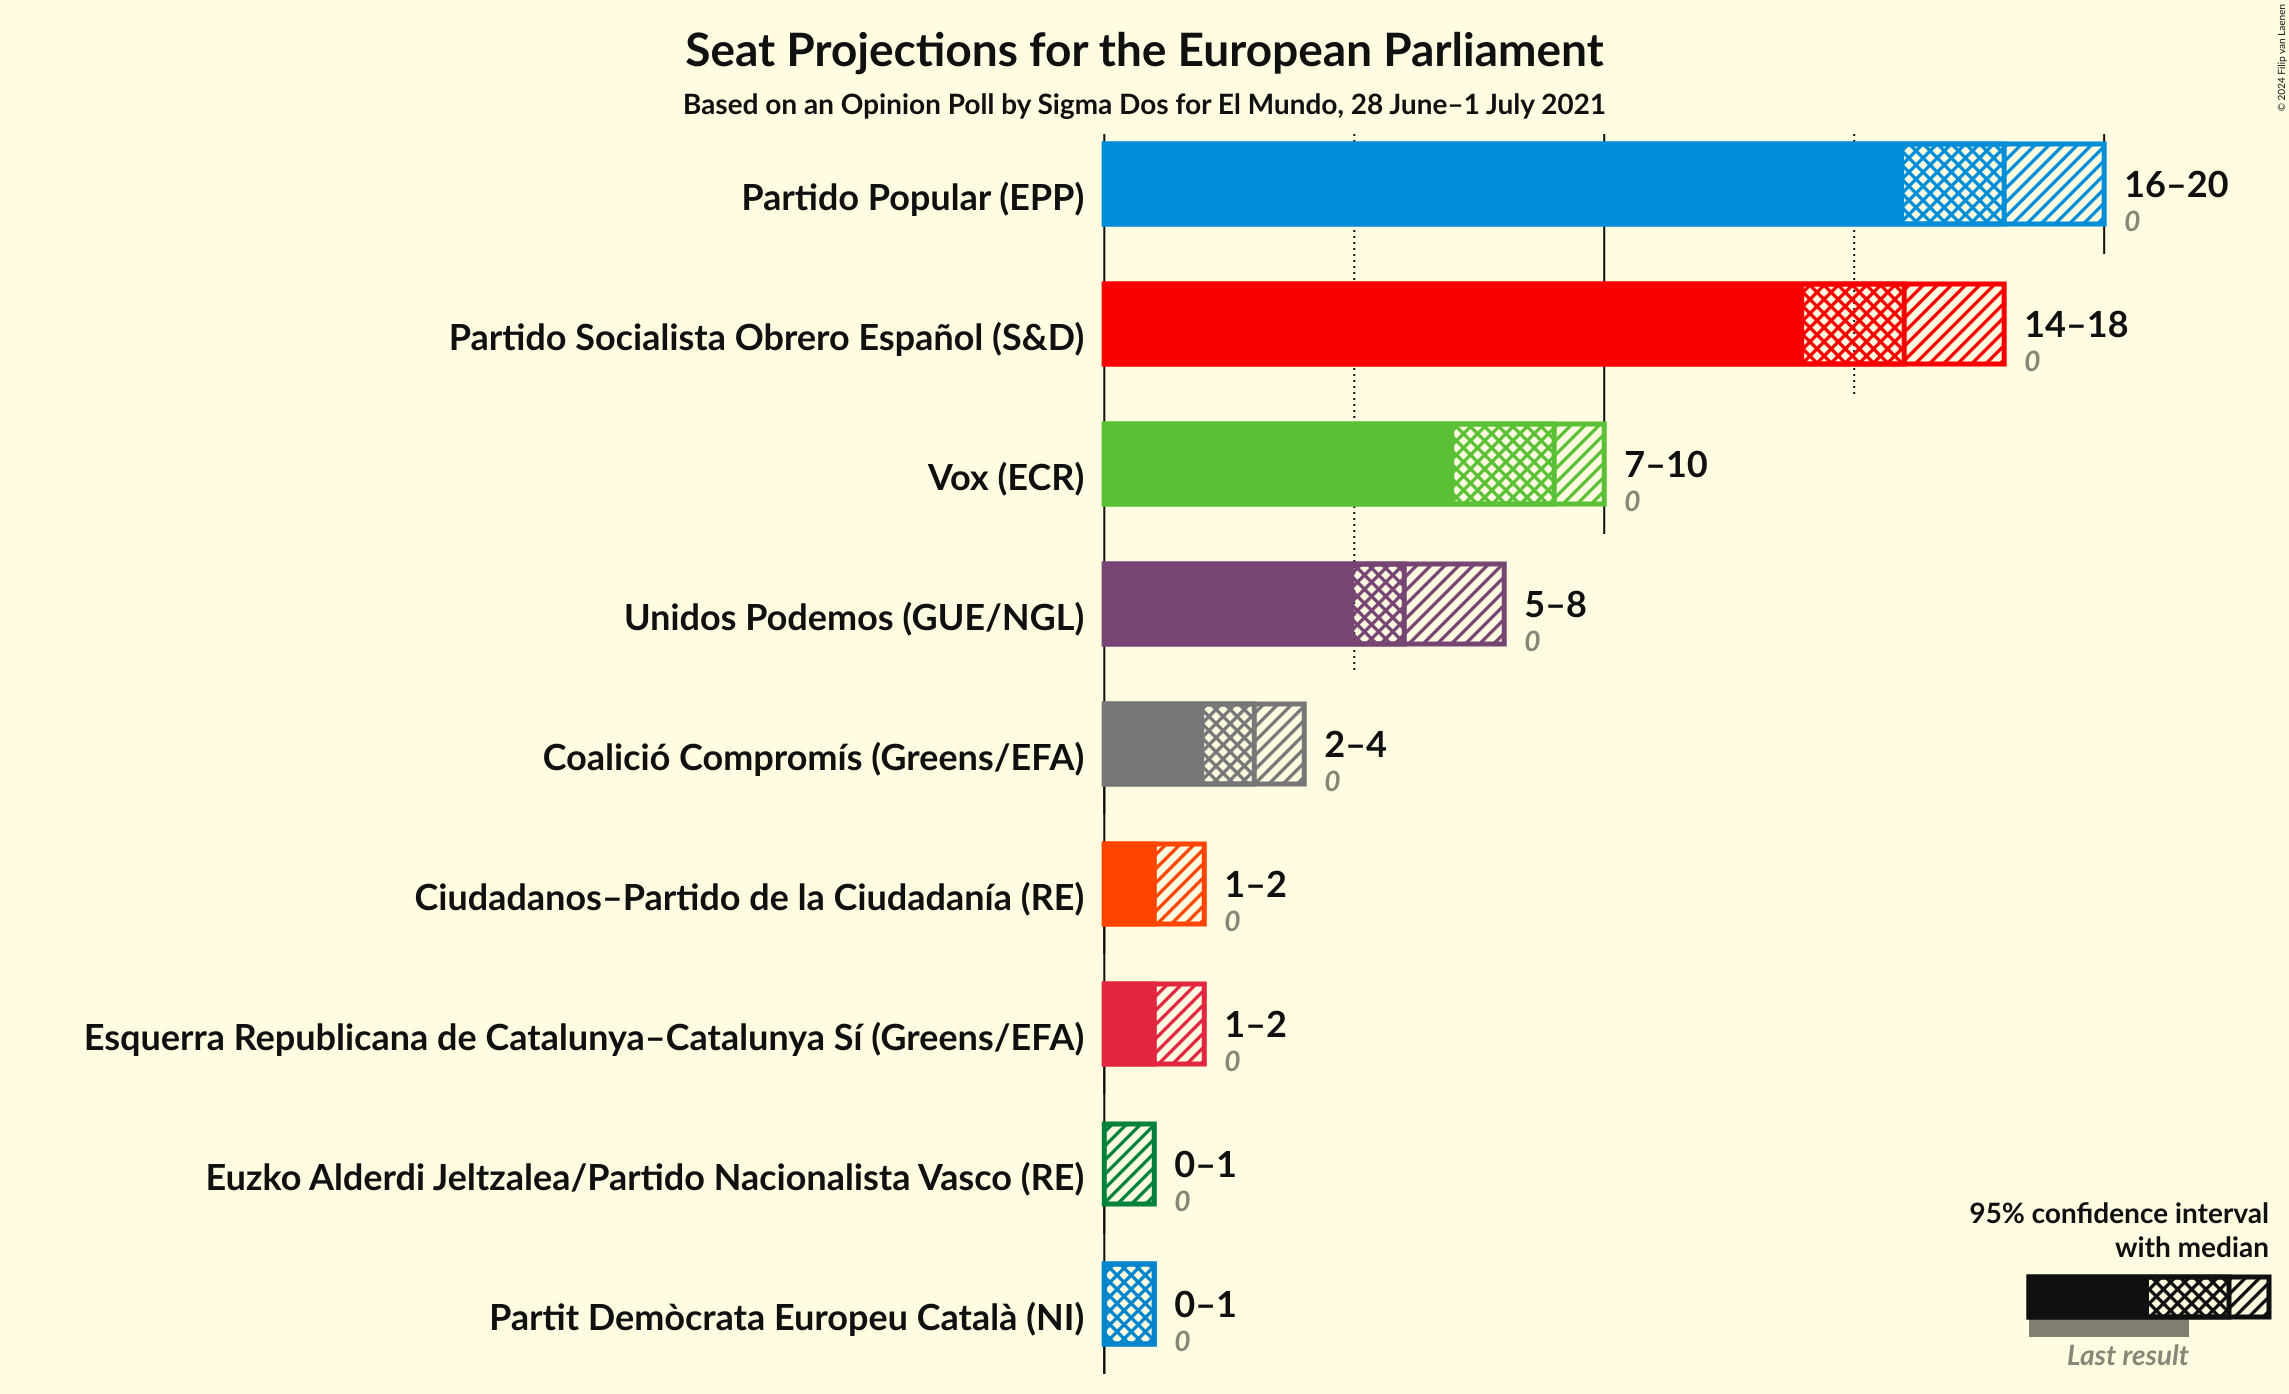 Seat Projections for the European Parliament
Based on an Opinion Poll by Sigma Dos for El Mundo, 28 June–1 July 2021
© 2024 Filip van Laenen
Partido Popular (EPP)
16–20
0
Partido Socialista Obrero Español (S&D)
14–18
0
Vox (ECR)
7–10
0
Unidos Podemos (GUE/NGL)
5–8
0
Coalició Compromís (Greens/EFA)
2–4
0
Ciudadanos–Partido de la Ciudadanía (RE)
1–2
0
Esquerra Republicana de Catalunya–Catalunya Sí (Greens/EFA)
1–2
0
Euzko Alderdi Jeltzalea/Partido Nacionalista Vasco (RE)
0–1
0
Partit Demòcrata Europeu Català (NI)
0–1
0
95% confidence interval
with median
Last result